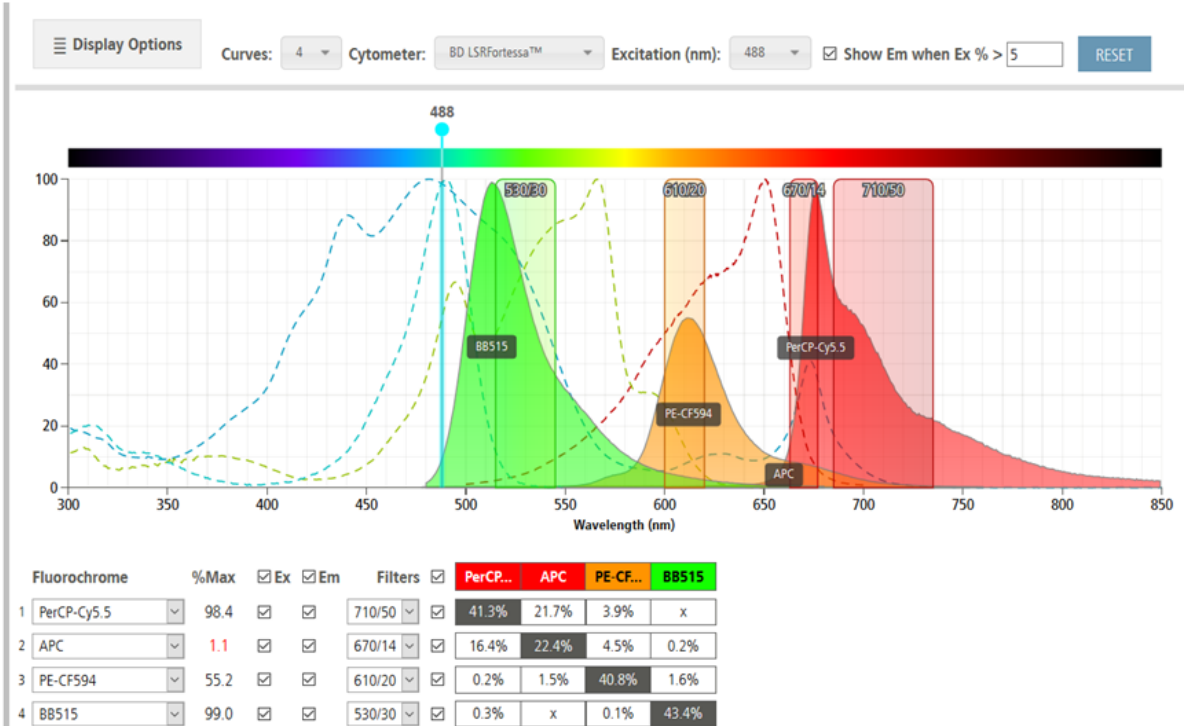 ☰ Display Options Curves: 4 Cytometer: BD LSRFortessa™ Excitation (nm): 488 ☑ Show Em when Ex % > 5 RESET
488
530/30 610/20 670/14 710/50
100
80
60
40
20
0
BB515
PE-CF594
PerCP-Cy5.5
APC
300 350 400 450 500 550 600 650 700 750 800 850
Wavelength (nm)
Fluorochrome %Max ☑ Ex ☑ Em Filters ☑ PerCP... APC PE-CF... BB515
1 PerCP-Cy5.5 98.4 ☑ ☑ 710/50 ☑ 41.3% 21.7% 3.9% x
2 APC 1.1 ☑ ☑ 670/14 ☑ 16.4% 22.4% 4.5% 0.2%
3 PE-CF594 55.2 ☑ ☑ 610/20 ☑ 0.2% 1.5% 40.8% 1.6%
4 BB515 99.0 ☑ ☑ 530/30 ☑ 0.3% x 0.1% 43.4%